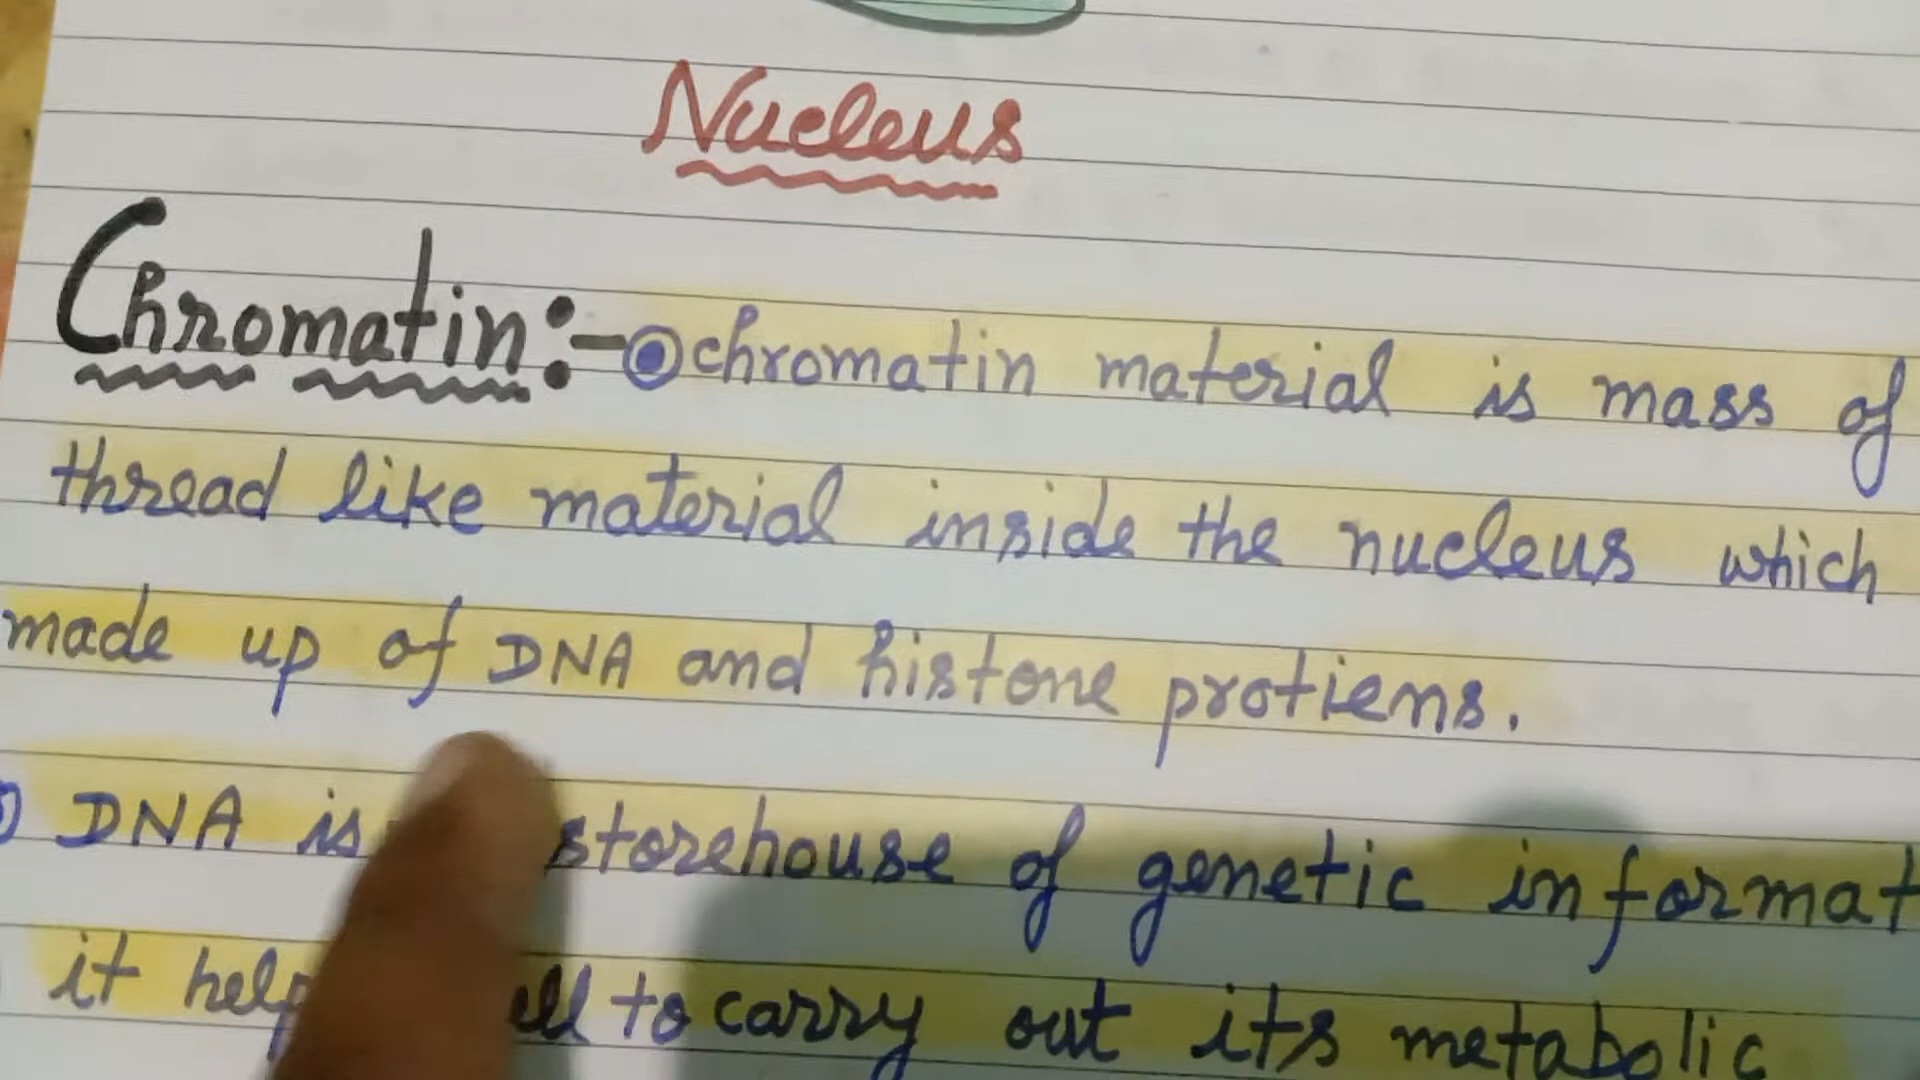 Nucleus
Chromatin:- chromatin material is mass of
thread like material inside the nucleus which
made up of DNA and histone protiens.
DNA is storehouse of genetic informat
it help to carry out its metabolic